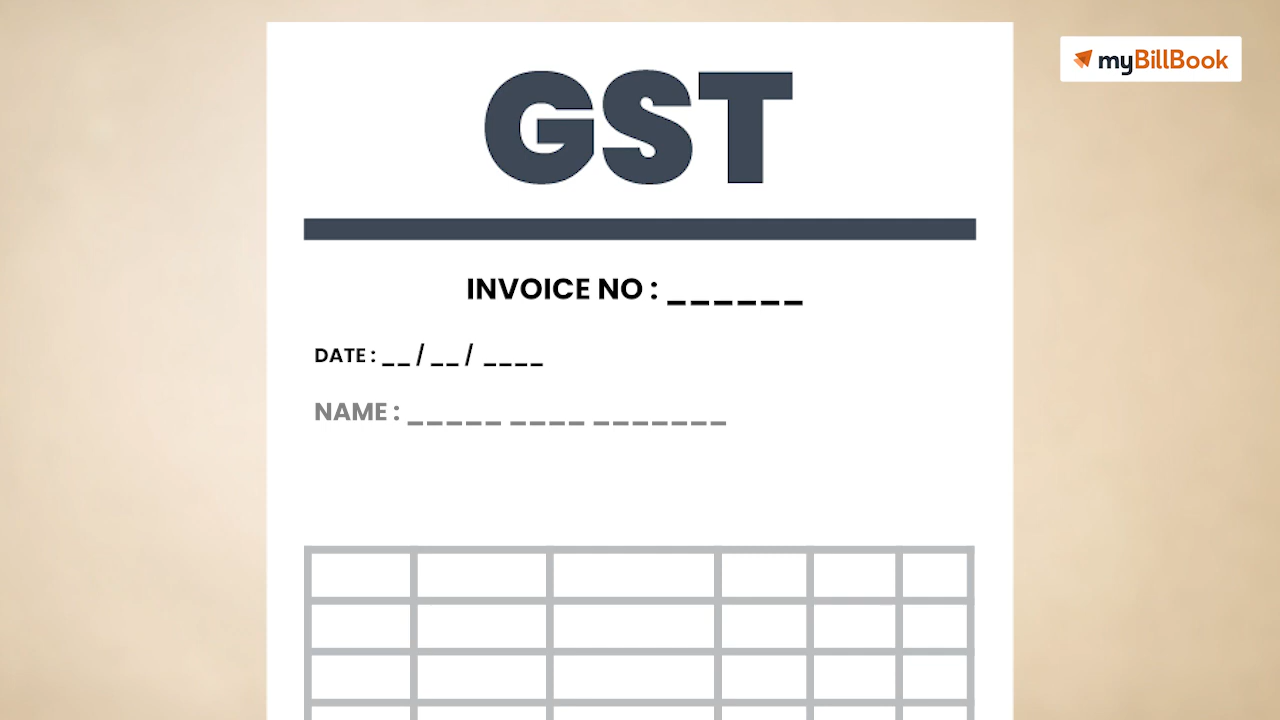 myBillBook
GST
INVOICE NO : ______
DATE : __ / __ / ____
NAME : _____ ____ _______